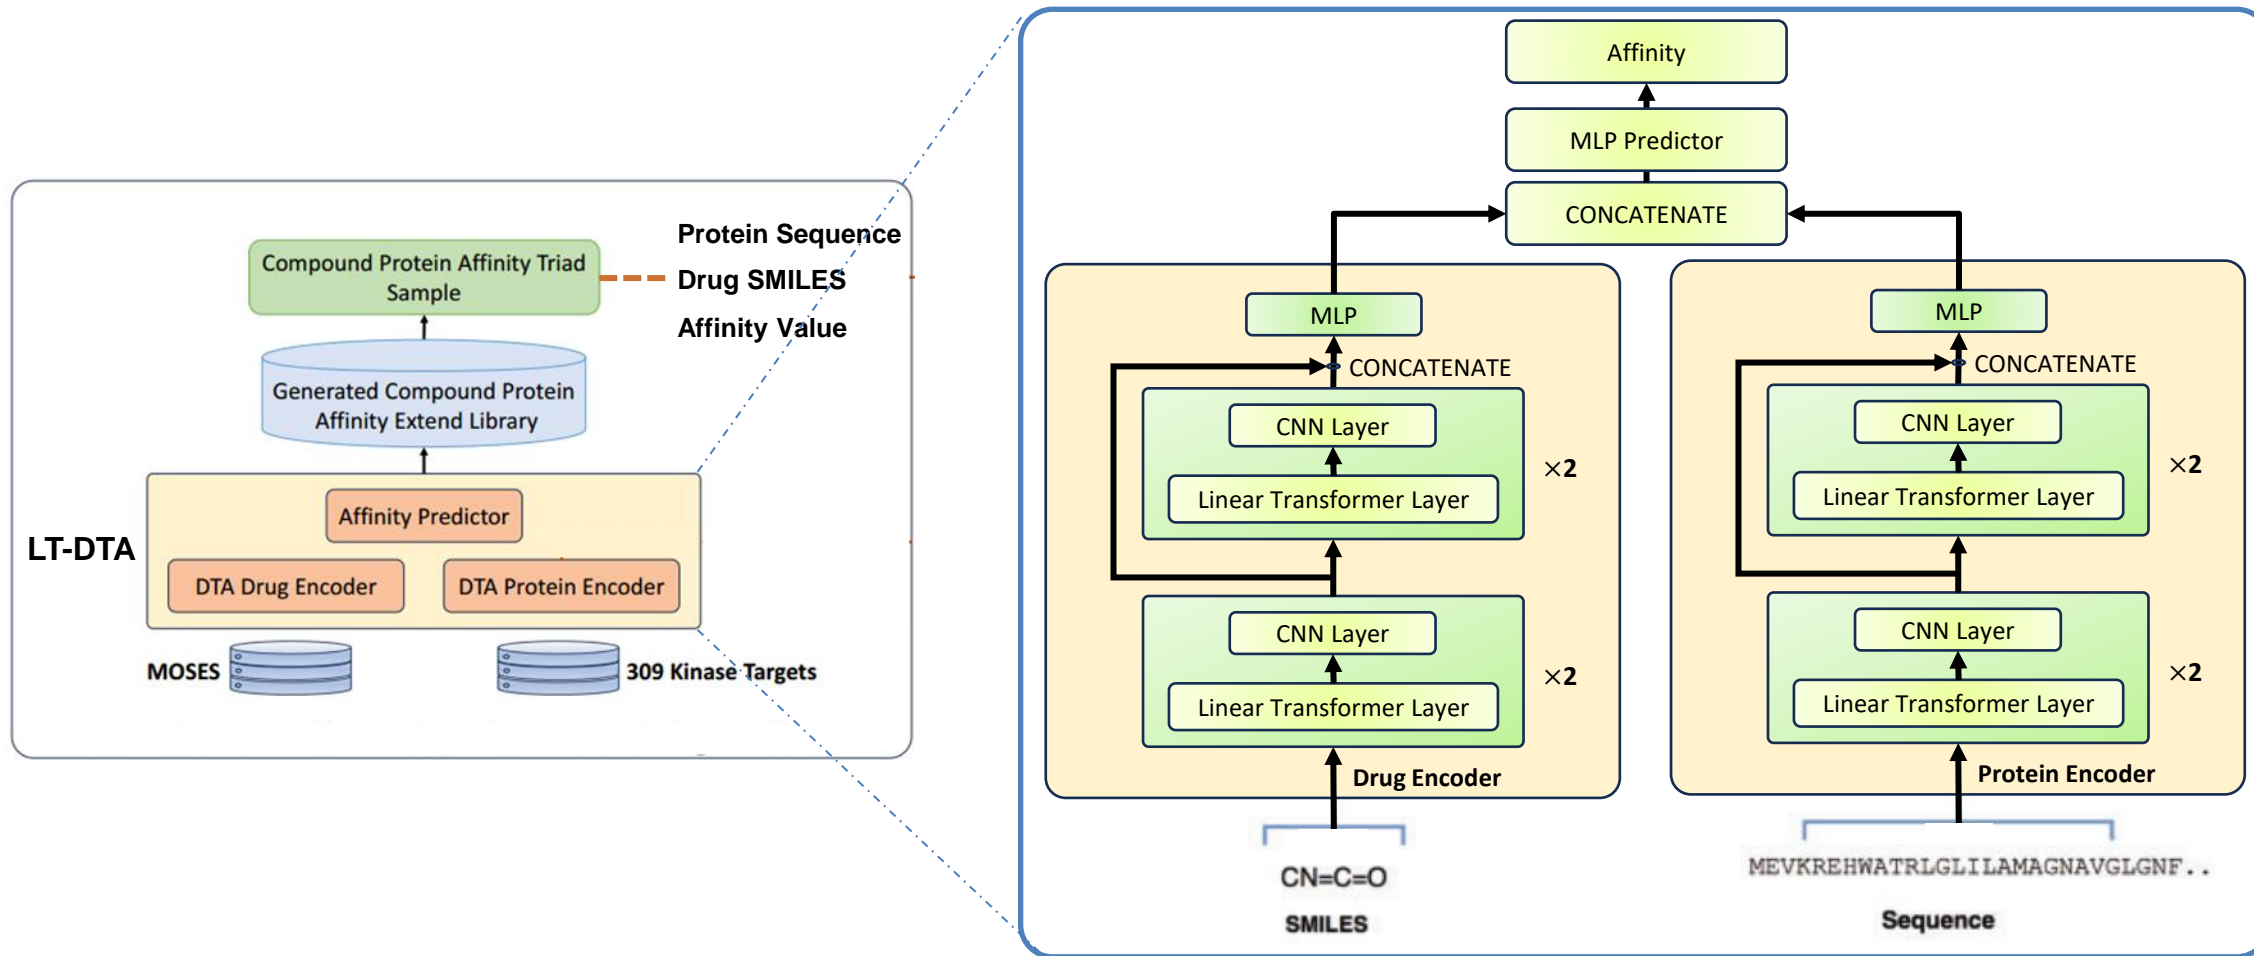 Protein Sequence
Drug SMILES
Affinity Value
Compound Protein Affinity Triad
Sample
Generated Compound Protein
Affinity Extend Library
Affinity Predictor
LT-DTA
DTA Drug Encoder
DTA Protein Encoder
MOSES
309 Kinase Targets
Affinity
MLP Predictor
CONCATENATE
MLP
CONCATENATE
CNN Layer
×2
Linear Transformer Layer
CNN Layer
×2
Linear Transformer Layer
Drug Encoder
CN=C=O
SMILES
MLP
CONCATENATE
CNN Layer
×2
Linear Transformer Layer
CNN Layer
×2
Linear Transformer Layer
Protein Encoder
MEVKREHWATRLGLILAMAGNAVGLGNF..
Sequence